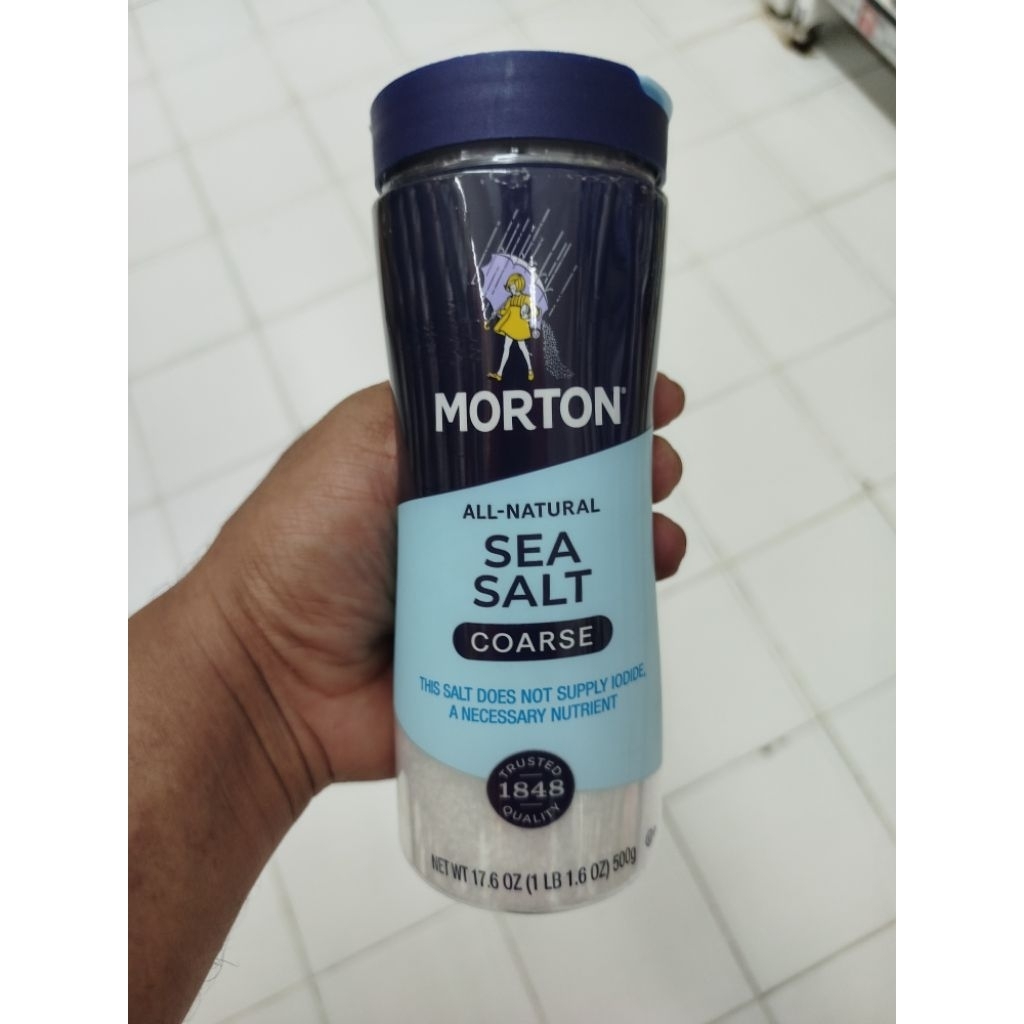 MORTON®
ALL-NATURAL
SEA
SALT
COARSE
THIS SALT DOES NOT SUPPLY IODIDE,
A NECESSARY NUTRIENT
TRUSTED
1848
QUALITY
NET WT 17.6 OZ (1 LB 1.6 OZ) 500g